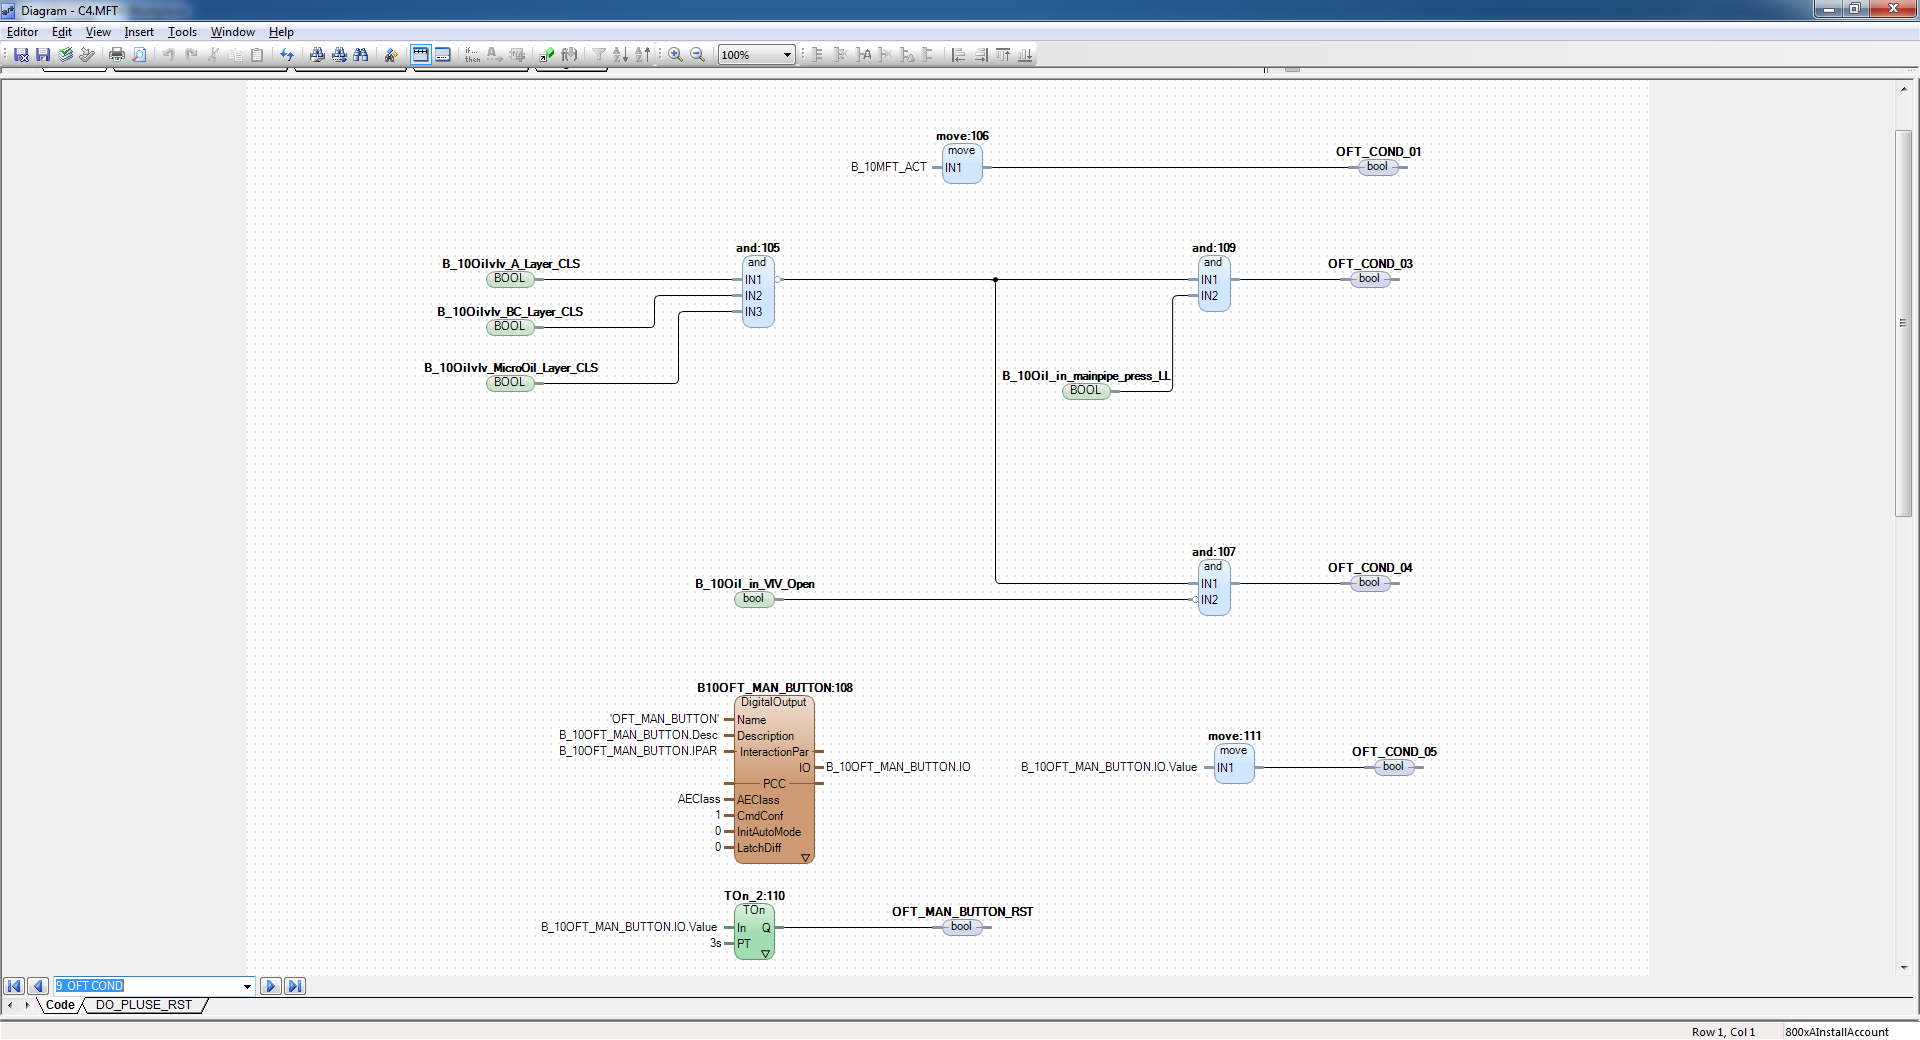 Diagram - C4.MFT
Editor Edit View Insert Tools Window Help
if... then 100%
move:106
move
B_10MFT_ACT IN1
OFT_COND_01
bool
and:105
and
B_10Oilvlv_A_Layer_CLS
BOOL IN1
IN2
B_10Oilvlv_BC_Layer_CLS
BOOL IN3
B_10Oilvlv_MicroOil_Layer_CLS
BOOL
and:109
and
IN1
IN2
OFT_COND_03
bool
B_10Oil_in_mainpipe_press_LL
BOOL
and:107
and
IN1
IN2
OFT_COND_04
bool
B_10Oil_in_VlV_Open
bool
B10OFT_MAN_BUTTON:108
DigitalOutput
'OFT_MAN_BUTTON' Name
B_10OFT_MAN_BUTTON.Desc Description
B_10OFT_MAN_BUTTON.IPAR InteractionPar
IO B_10OFT_MAN_BUTTON.IO
PCC
AEClass AEClass
1 CmdConf
0 InitAutoMode
0 LatchDiff
move:111
move
B_10OFT_MAN_BUTTON.IO.Value IN1
OFT_COND_05
bool
TOn_2:110
TOn
B_10OFT_MAN_BUTTON.IO.Value In Q
3s PT
OFT_MAN_BUTTON_RST
bool
9 OFT COND
Code DO_PLUSE_RST
Row 1, Col 1 800xAInstallAccount